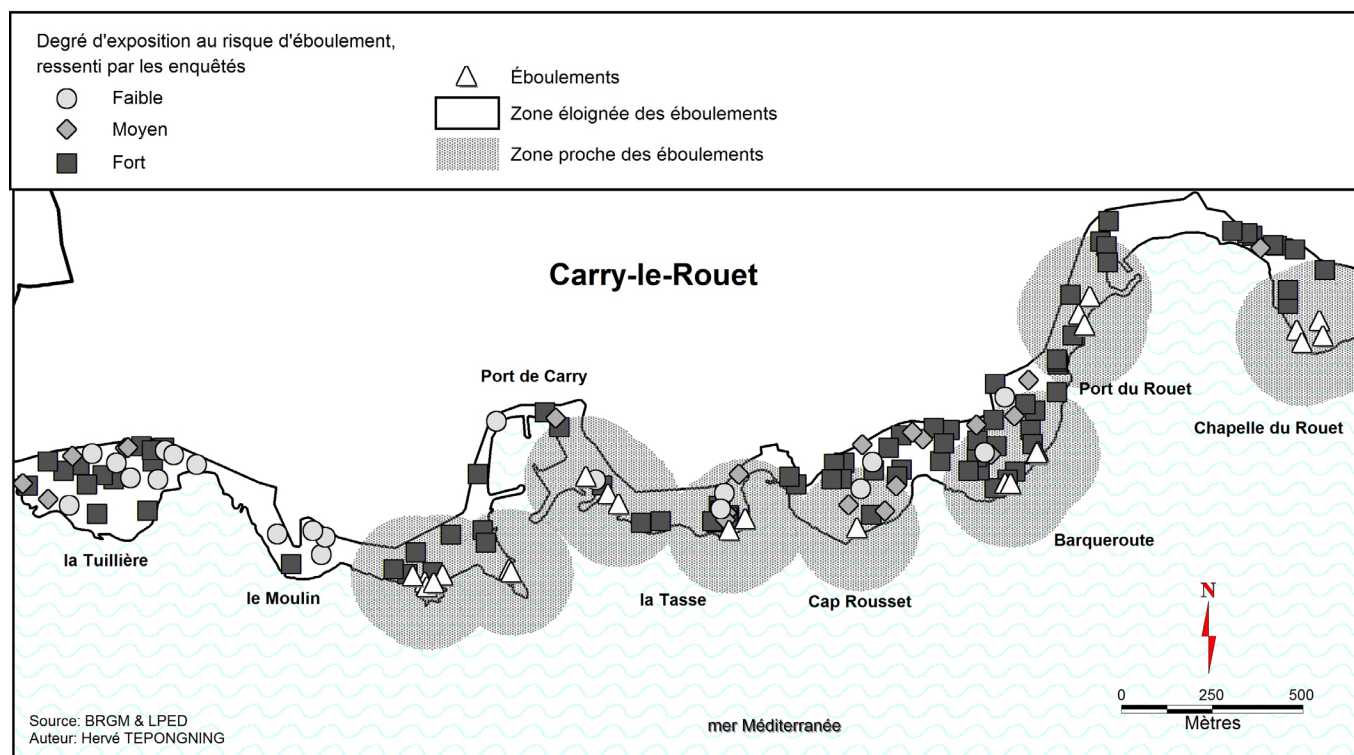 Degré d'exposition au risque d'éboulement,
ressenti par les enquêtés
Faible
Moyen
Fort
Éboulements
Zone éloignée des éboulements
Zone proche des éboulements
Carry-le-Rouet
Port de Carry
Port du Rouet
Chapelle du Rouet
la Tuillière
le Moulin
la Tasse
Cap Rousset
Barqueroute
N
0 250 500
Mètres
Source: BRGM & LPED
Auteur: Hervé TEPONGNING
mer Méditerranée